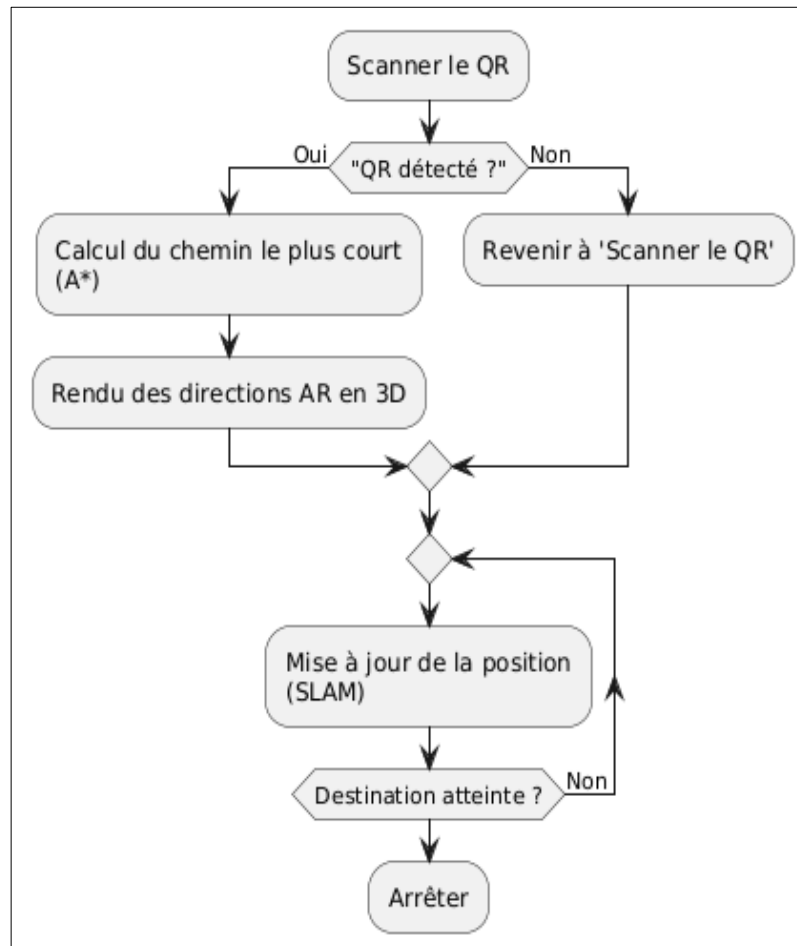 Scanner le QR
Oui
"QR détecté ?"
Non
Calcul du chemin le plus court
(A*)
Revenir à 'Scanner le QR'
Rendu des directions AR en 3D
Mise à jour de la position
(SLAM)
Destination atteinte ?
Non
Arrêter